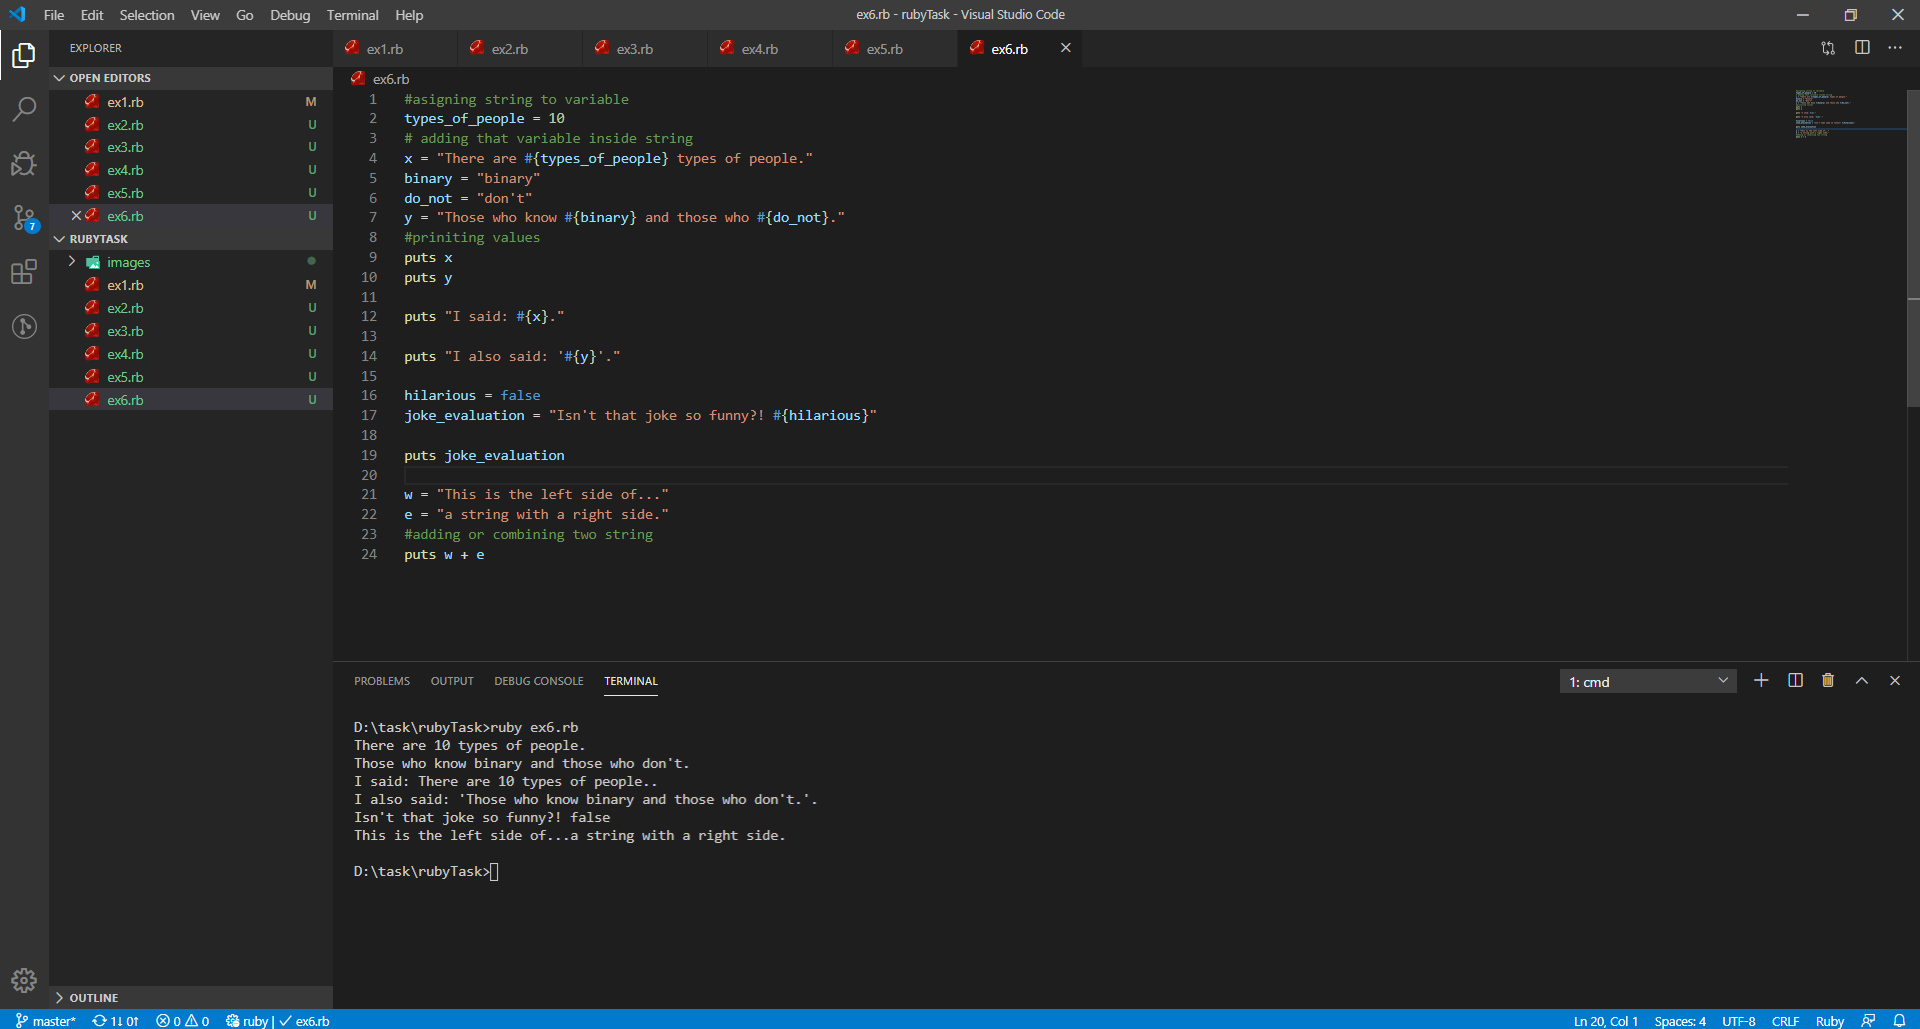 File Edit Selection View Go Debug Terminal Help
ex6.rb - rubyTask - Visual Studio Code
EXPLORER
OPEN EDITORS
ex1.rb M
ex2.rb U
ex3.rb U
ex4.rb U
ex5.rb U
ex6.rb U
7
RUBYTASK
images
ex1.rb M
ex2.rb U
ex3.rb U
ex4.rb U
ex5.rb U
ex6.rb U
OUTLINE
ex1.rb ex2.rb ex3.rb ex4.rb ex5.rb ex6.rb
ex6.rb
1 #asigning string to variable
2 types_of_people = 10
3 # adding that variable inside string
4 x = "There are #{types_of_people} types of people."
5 binary = "binary"
6 do_not = "don't"
7 y = "Those who know #{binary} and those who #{do_not}."
8 #priniting values
9 puts x
10 puts y
11
12 puts "I said: #{x}."
13
14 puts "I also said: '#{y}'."
15
16 hilarious = false
17 joke_evaluation = "Isn't that joke so funny?! #{hilarious}"
18
19 puts joke_evaluation
20
21 w = "This is the left side of..."
22 e = "a string with a right side."
23 #adding or combining two string
24 puts w + e
PROBLEMS OUTPUT DEBUG CONSOLE TERMINAL
1: cmd
D:\task\rubyTask>ruby ex6.rb
There are 10 types of people.
Those who know binary and those who don't.
I said: There are 10 types of people..
I also said: 'Those who know binary and those who don't.'.
Isn't that joke so funny?! false
This is the left side of...a string with a right side.
D:\task\rubyTask>
master* 1↓ 0↑ 0 0 ruby | ✓ ex6.rb
Ln 20, Col 1 Spaces: 4 UTF-8 CRLF Ruby